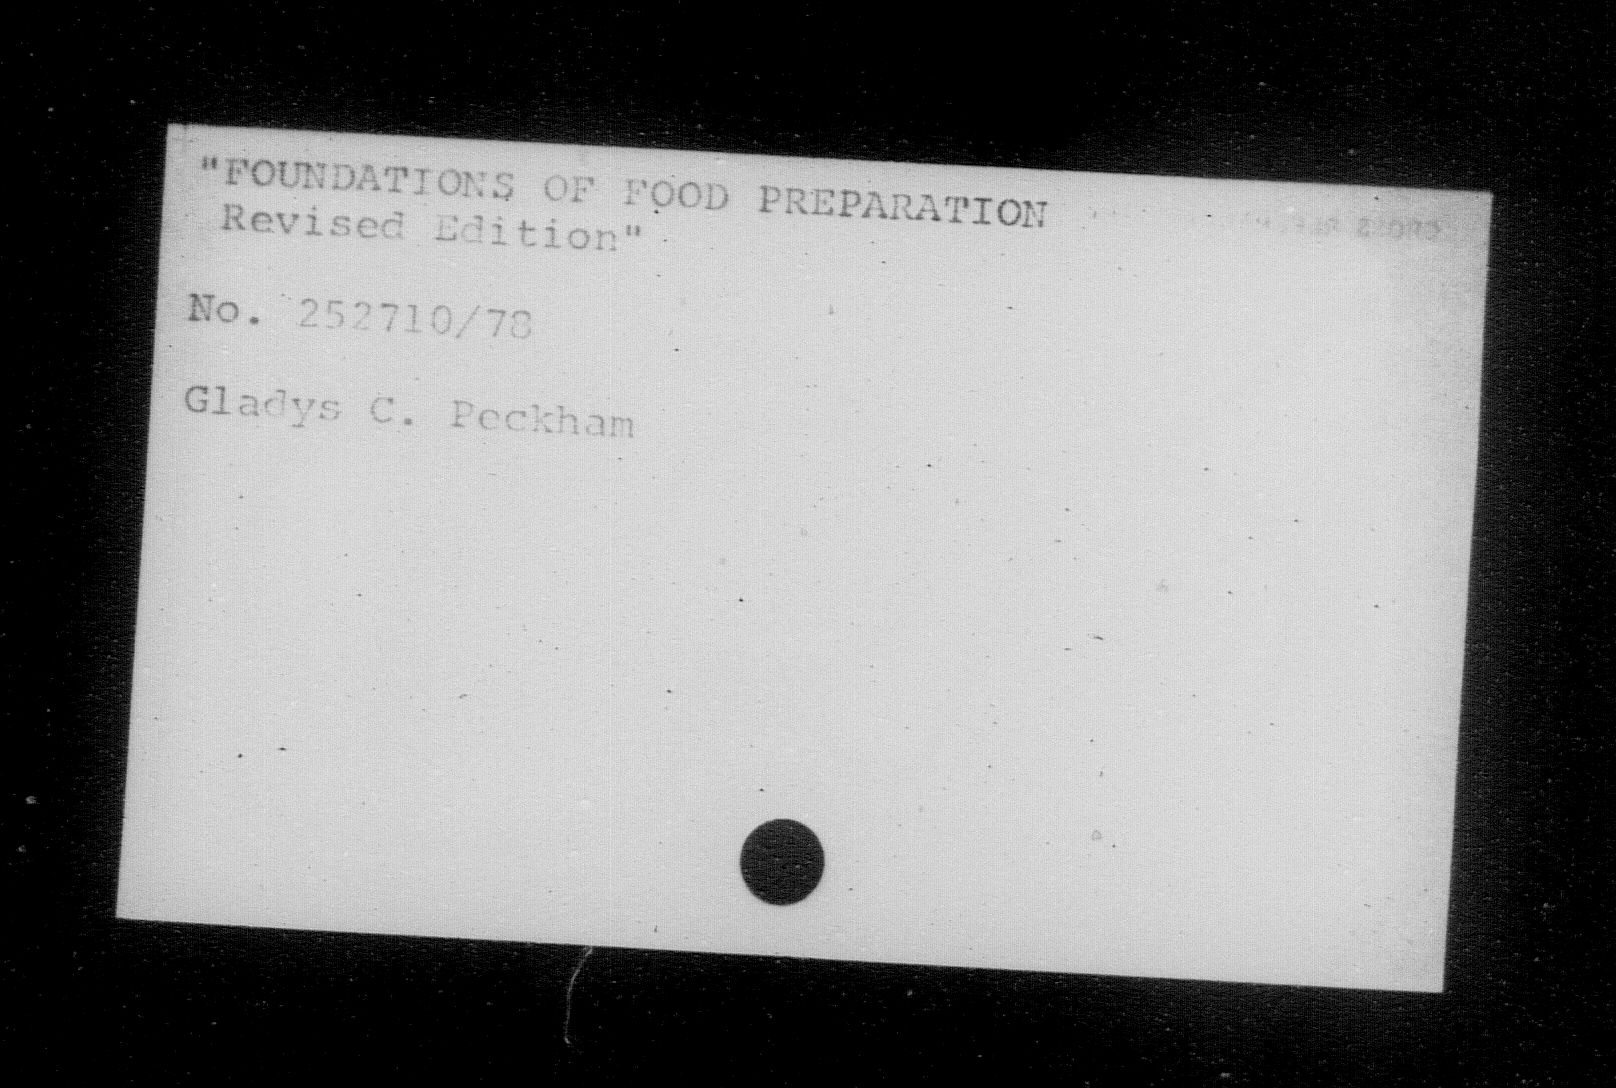 "FOUNDATIONS OF FOOD PREPARATION
Revised Edition"
No. 252710/78
Gladys C. Peckham